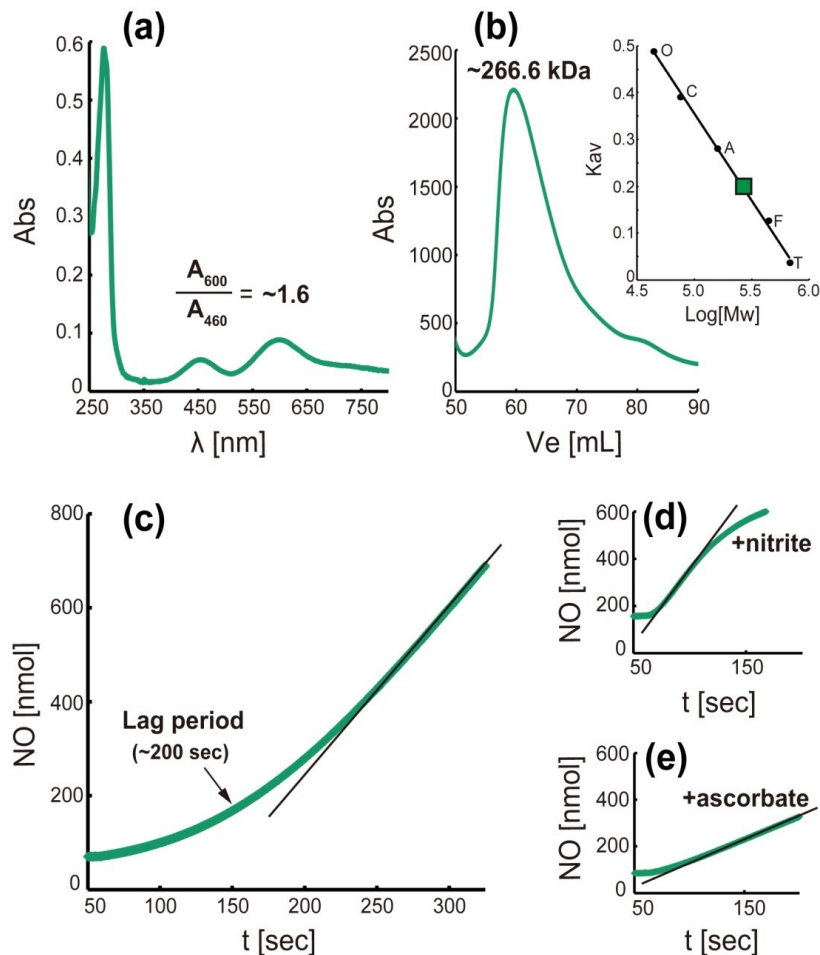 (a)
0.6
0.5
0.4
0.3
0.2
0.1
0
Abs
A600
A460
= ~1.6
250 350 450 550 650 750
λ [nm]
(b)
~266.6 kDa
2500
2000
1500
1000
500
0
Abs
50 60 70 80 90
Ve [mL]
0.5
0.4
0.3
0.2
0.1
0
Kav
O
C
A
F
T
4.5 5.0 5.5 6.0
Log[Mw]
(c)
800
600
400
200
0
NO [nmol]
Lag period
(~200 sec)
50 100 150 200 250 300
t [sec]
(d)
600
400
200
0
NO [nmol]
+nitrite
50 150
t [sec]
(e)
600
400
200
0
NO [nmol]
+ascorbate
50 150
t [sec]